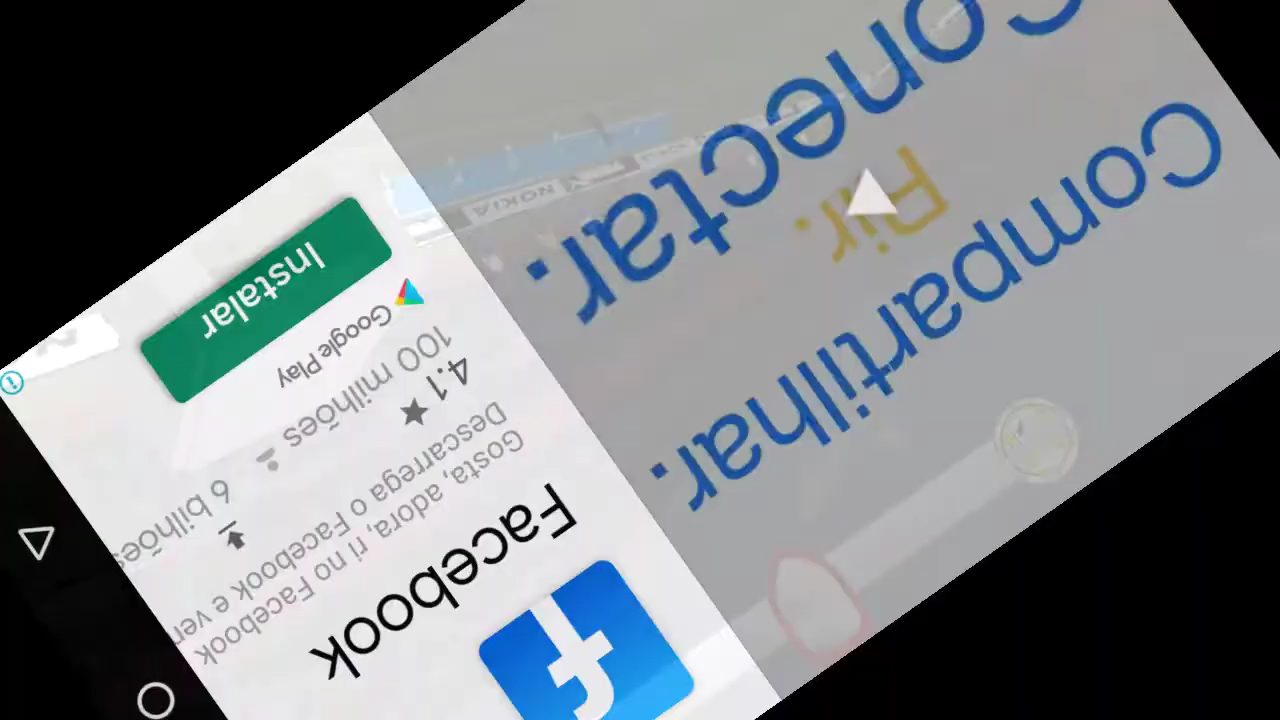 Conectar.
Compartilhar.
Rir.
NOKIA
Facebook
Gosta, adora, ri no Facebook
Descarrega o Facebook e ver
4.1 ★
100 milhões
6 bilhões
Google Play
Instalar